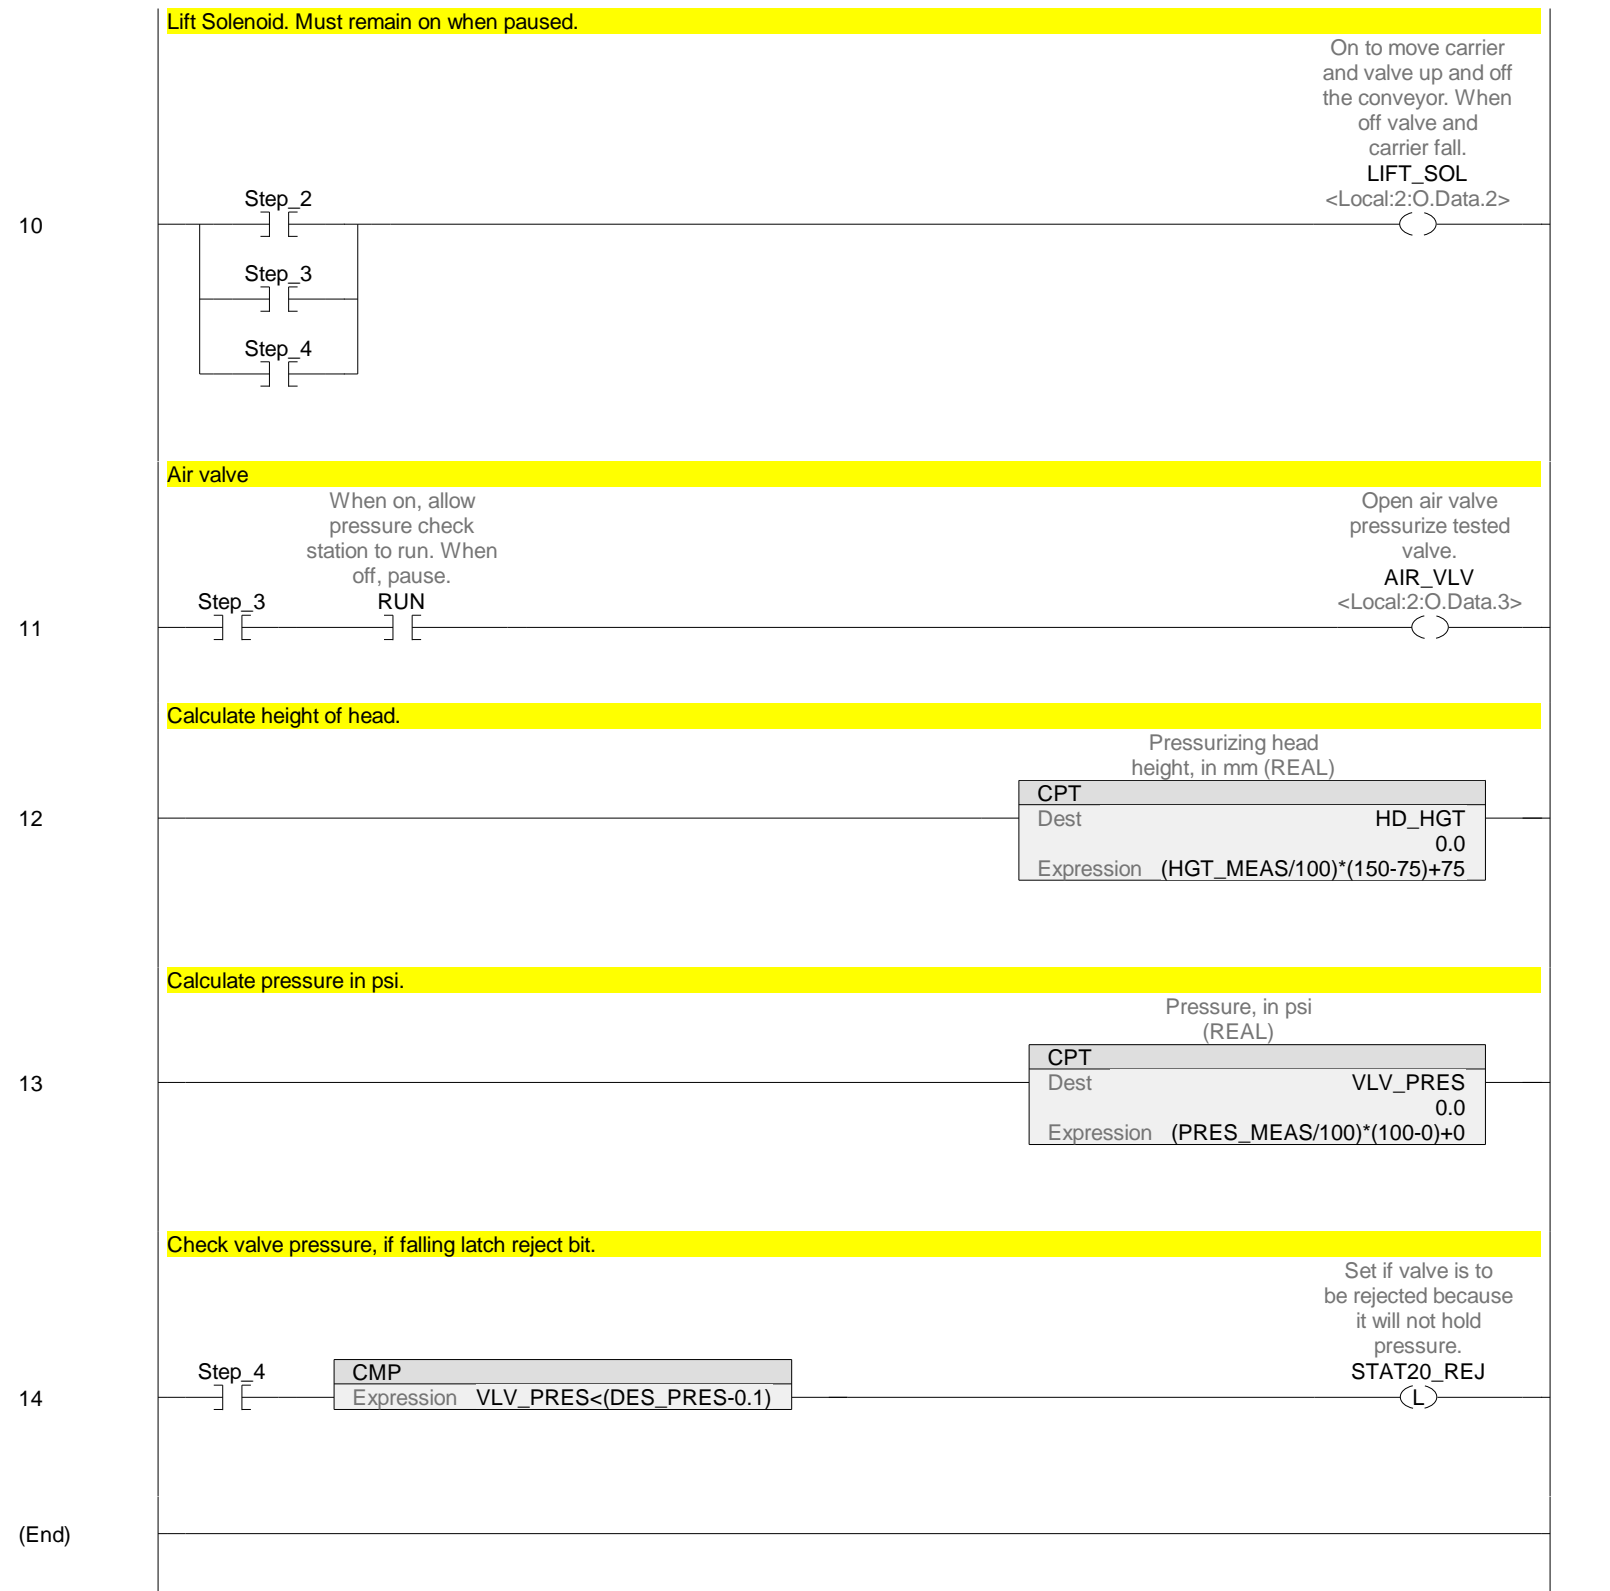 Lift Solenoid. Must remain on when paused.
On to move carrier
and valve up and off
the conveyor. When
off valve and
carrier fall.
LIFT_SOL
<Local:2:O.Data.2>
Step_2
10
Step_3
Step_4
Air valve
When on, allow
pressure check
station to run. When
off, pause.
Open air valve
pressurize tested
valve.
AIR_VLV
<Local:2:O.Data.3>
Step_3
RUN
11
Calculate height of head.
Pressurizing head
height, in mm (REAL)
CPT
12
Dest HD_HGT
0.0
Expression (HGT_MEAS/100)*(150-75)+75
Calculate pressure in psi.
Pressure, in psi
(REAL)
CPT
13
Dest VLV_PRES
0.0
Expression (PRES_MEAS/100)*(100-0)+0
Check valve pressure, if falling latch reject bit.
Set if valve is to
be rejected because
it will not hold
pressure.
STAT20_REJ
Step_4
CMP
14
Expression VLV_PRES<(DES_PRES-0.1)
L
(End)